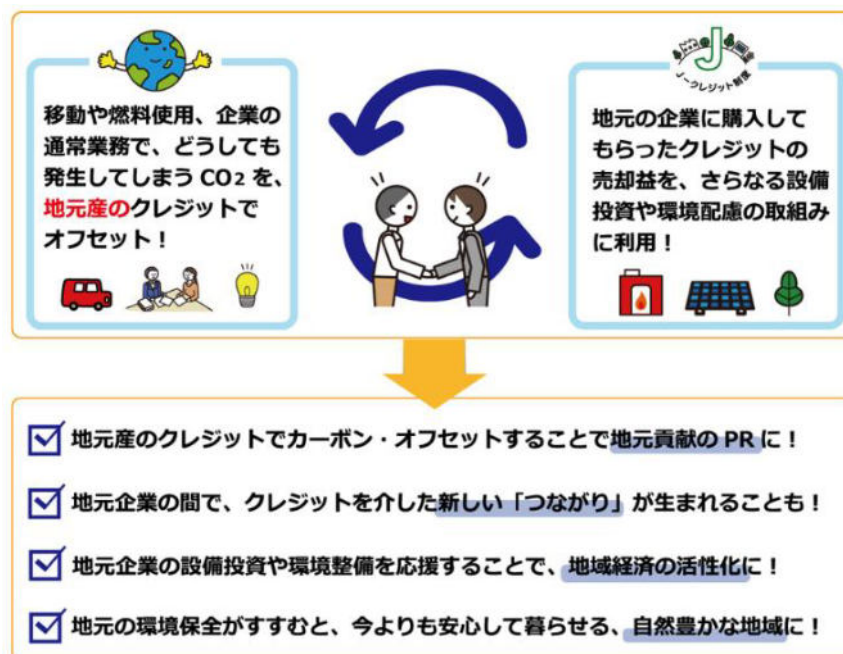 移動や燃料使用、企業の
通常業務で、どうしても
発生してしまう CO2 を、
地元産のクレジットで
オフセット！
J-クレジット制度
地元の企業に購入して
もらったクレジットの
売却益を、さらなる設備
投資や環境配慮の取組み
に利用！
地元産のクレジットでカーボン・オフセットすることで地元貢献の PR に！
地元企業の間で、クレジットを介した新しい「つながり」が生まれることも！
地元企業の設備投資や環境整備を応援することで、地域経済の活性化に！
地元の環境保全がすすむと、今よりも安心して暮らせる、自然豊かな地域に！